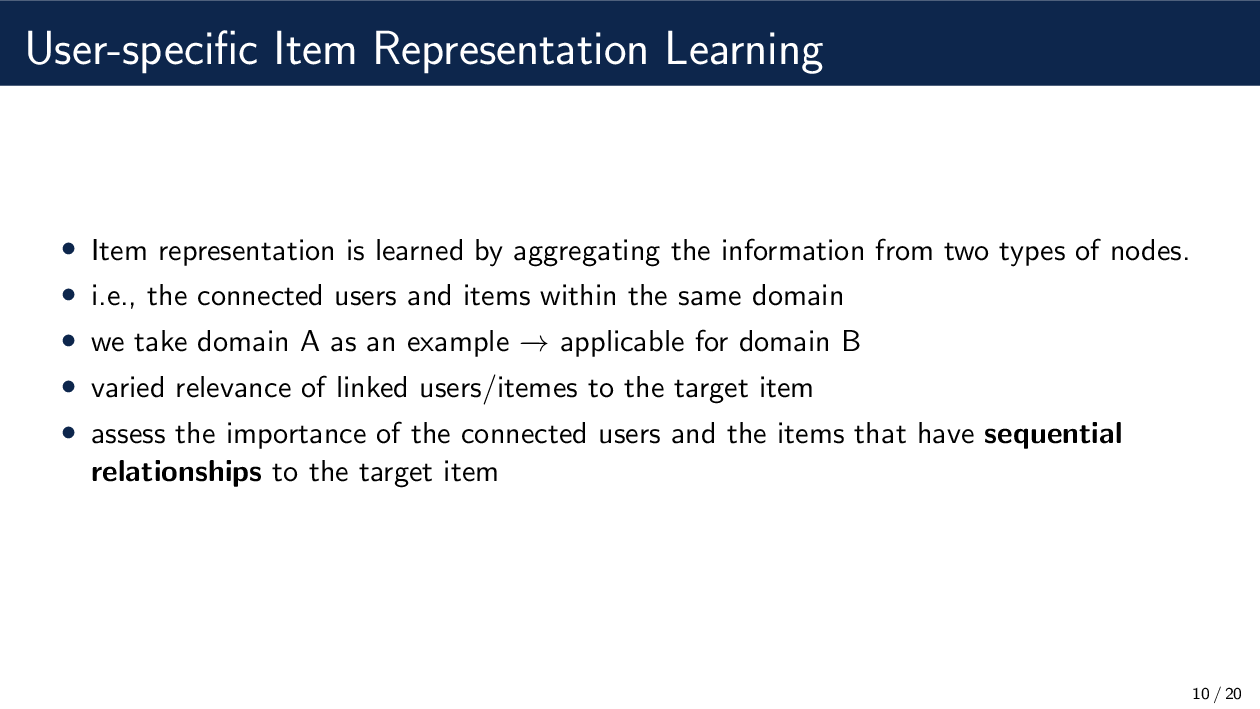 User-specific Item Representation Learning
• Item representation is learned by aggregating the information from two types of nodes.
• i.e., the connected users and items within the same domain
• we take domain A as an example → applicable for domain B
• varied relevance of linked users/itemes to the target item
• assess the importance of the connected users and the items that have sequential
relationships to the target item
10 / 20